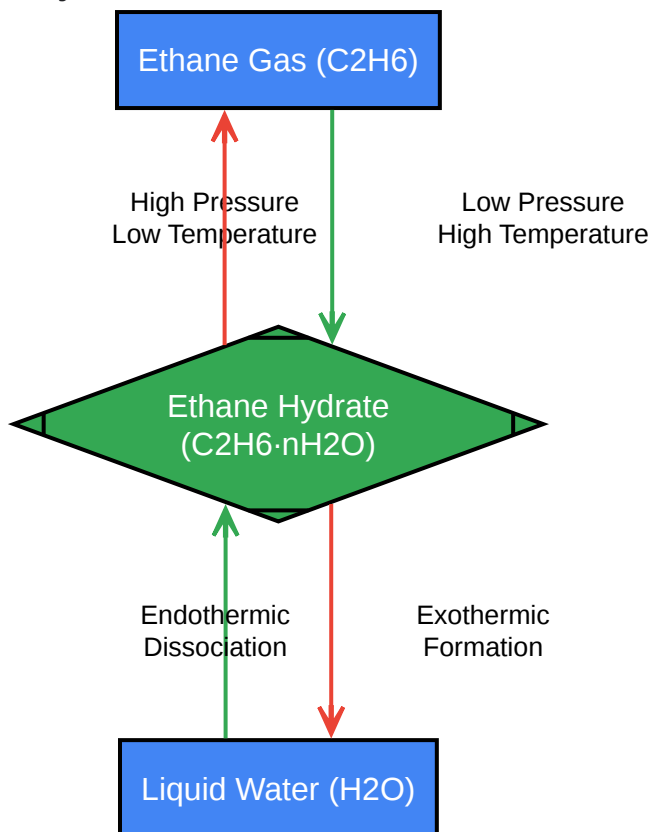 Ethane Gas (C2H6)
High Pressure
Low Temperature
Low Pressure
High Temperature
Ethane Hydrate
(C2H6·nH2O)
Endothermic
Dissociation
Exothermic
Formation
Liquid Water (H2O)